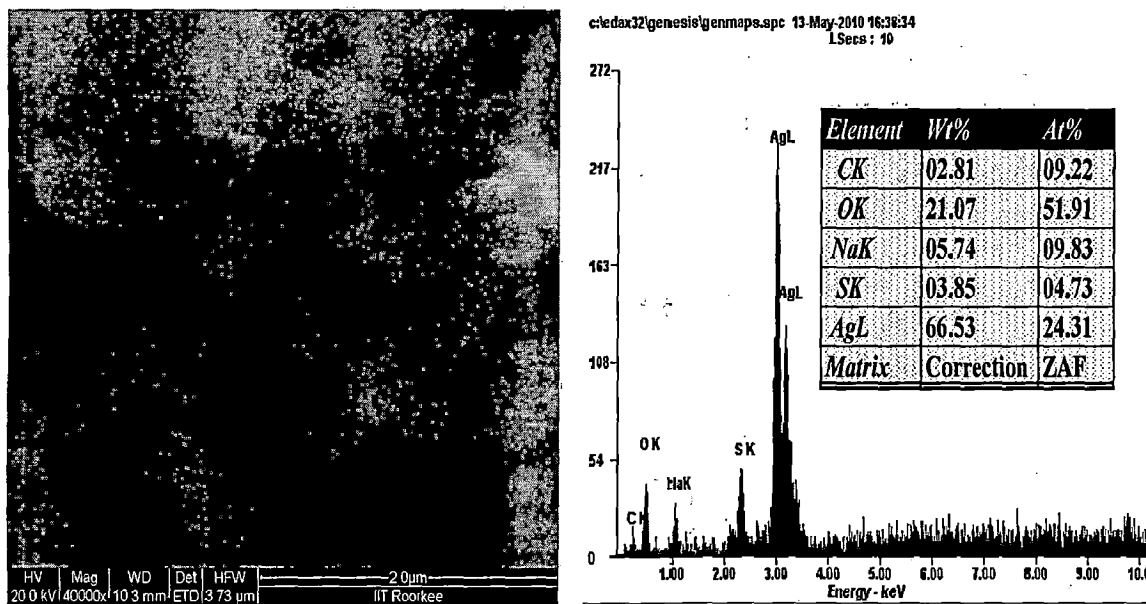 c:\edax32\genesis\genmaps.spc 13-May-2010 16:38:34
LSecs : 10
272
217
163
108
54
0
AgL
AgL
O K
C K
NaK
S K
1.00 2.00 3.00 4.00 5.00 6.00 7.00 8.00 9.00 10.0
Energy - keV
Element Wt% At%
CK 02.81 09.22
OK 21.07 51.91
NaK 05.74 09.83
SK 03.85 04.73
AgL 66.53 24.31
Matrix Correction ZAF
HV Mag WD Det HFW 2.0µm
20.0 kV 40000x 10.3 mm ETD 3.73 µm IIT Roorkee